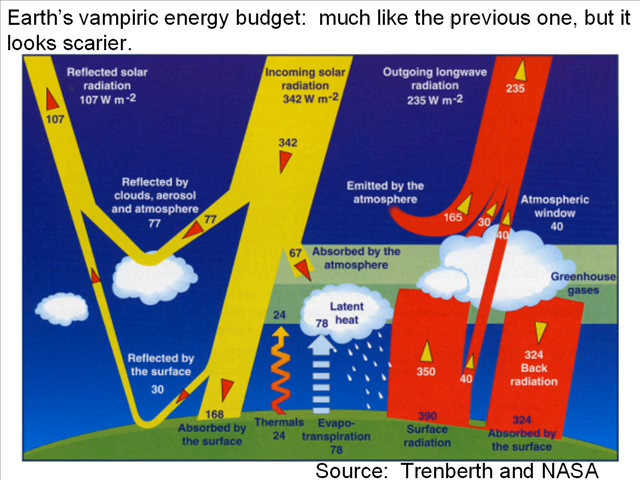 Earth's vampiric energy budget:  much like the previous one, but it
looks scarier.
Reflected solar
radiation
107 W m-2
Incoming solar
radiation
342 W m-2
Outgoing longwave
radiation
235 W m-2
235
107
342
Reflected by
clouds, aerosol
and atmosphere
77
77
Emitted by the
atmosphere
165
30
40
Atmospheric
window
40
67
Absorbed by the
atmosphere
Greenhouse
gases
24
78
Latent
heat
350
40
324
Back
radiation
Reflected by
the surface
30
168
Absorbed by
the surface
Thermals
24
Evapo-
transpiration
78
390
Surface
radiation
324
Absorbed by
the surface
Source:  Trenberth and NASA